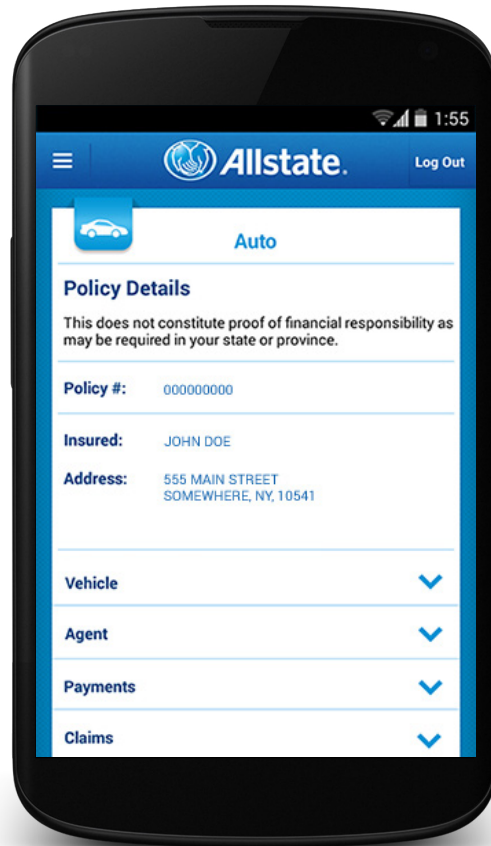 1:55
Allstate.
Log Out
Auto
Policy Details
This does not constitute proof of financial responsibility as
may be required in your state or province.
Policy #: 000000000
Insured: JOHN DOE
Address: 555 MAIN STREET
SOMEWHERE, NY, 10541
Vehicle
Agent
Payments
Claims